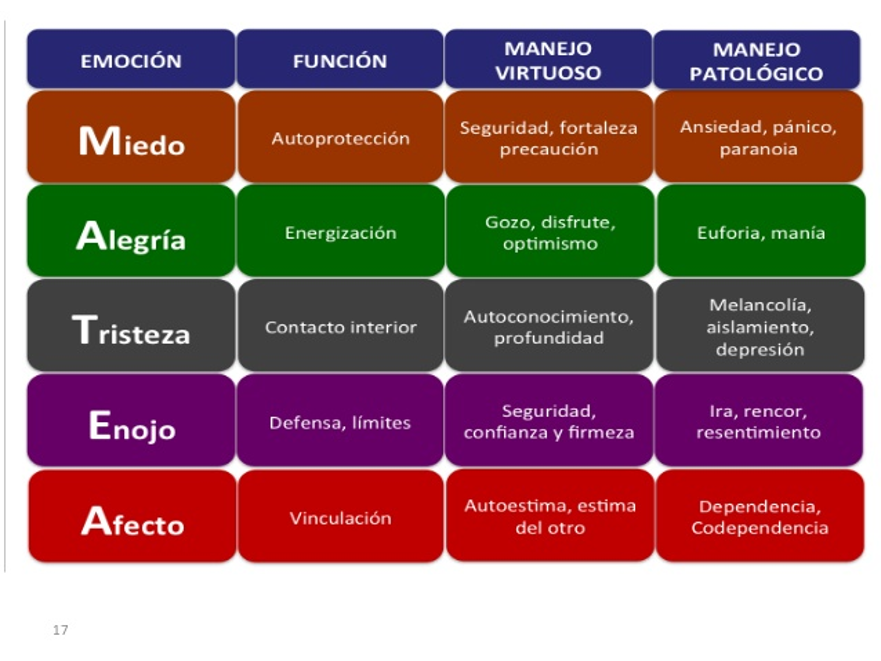 EMOCIÓN
FUNCIÓN
MANEJO
VIRTUOSO
MANEJO
PATOLÓGICO
Miedo
Autoprotección
Seguridad, fortaleza
precaución
Ansiedad, pánico,
paranoia
Alegría
Energización
Gozo, disfrute,
optimismo
Euforia, manía
Tristeza
Contacto interior
Autoconocimiento,
profundidad
Melancolía,
aislamiento,
depresión
Enojo
Defensa, límites
Seguridad,
confianza y firmeza
Ira, rencor,
resentimiento
Afecto
Vinculación
Autoestima, estima
del otro
Dependencia,
Codependencia
17